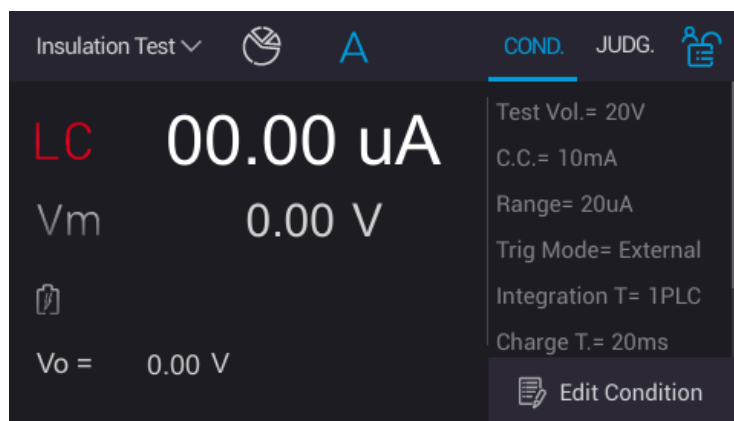 Insulation Test A COND. JUDG.
LC 00.00 uA
Vm 0.00 V
Vo = 0.00 V
Test Vol.= 20V
C.C.= 10mA
Range= 20uA
Trig Mode= External
Integration T= 1PLC
Charge T.= 20ms
Edit Condition